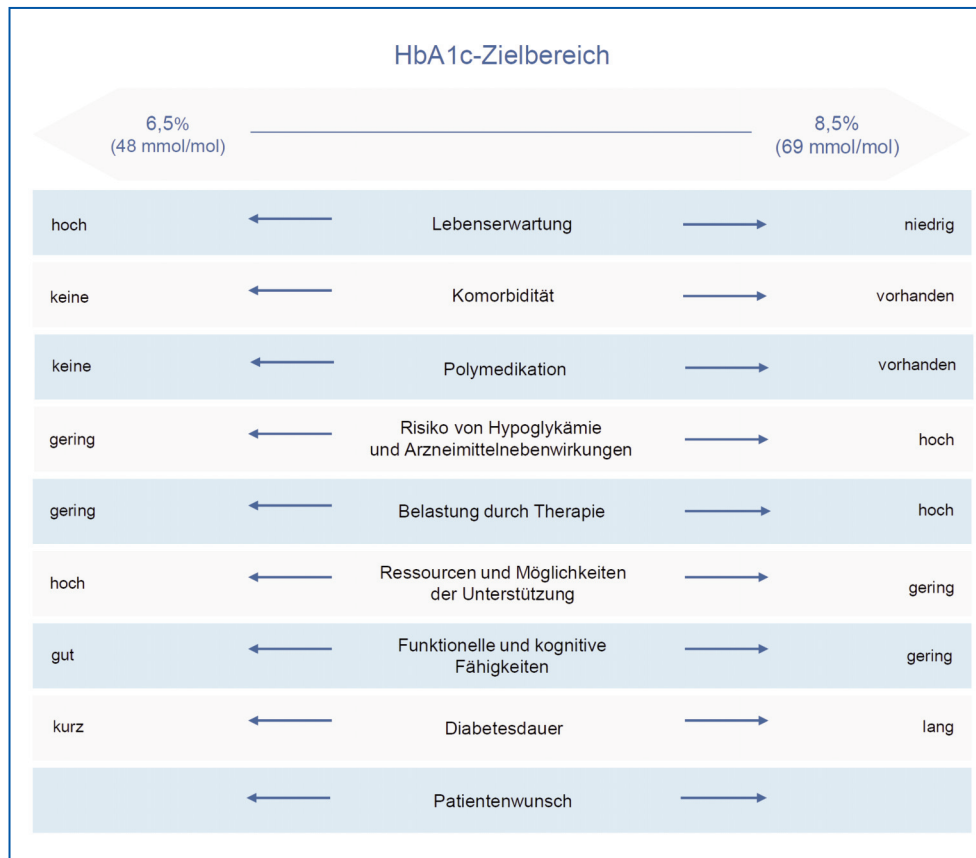 HbA1c-Zielbereich
6,5%
(48 mmol/mol)
8,5%
(69 mmol/mol)
hoch
Lebenserwartung
niedrig
keine
Komorbidität
vorhanden
keine
Polymedikation
vorhanden
gering
Risiko von Hypoglykämie
und Arzneimittelnebenwirkungen
hoch
gering
Belastung durch Therapie
hoch
hoch
Ressourcen und Möglichkeiten
der Unterstützung
gering
gut
Funktionelle und kognitive
Fähigkeiten
gering
kurz
Diabetesdauer
lang
Patientenwunsch